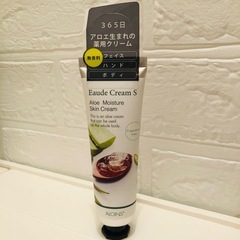 365日
アロエ生まれの
薬用クリーム
無香料
フェイス
ハンド
ボディ
Eaude Cream S
Aloe Moisture
Skin Cream
This is an aloe cream
that can be used
on the whole body.
ALOINS